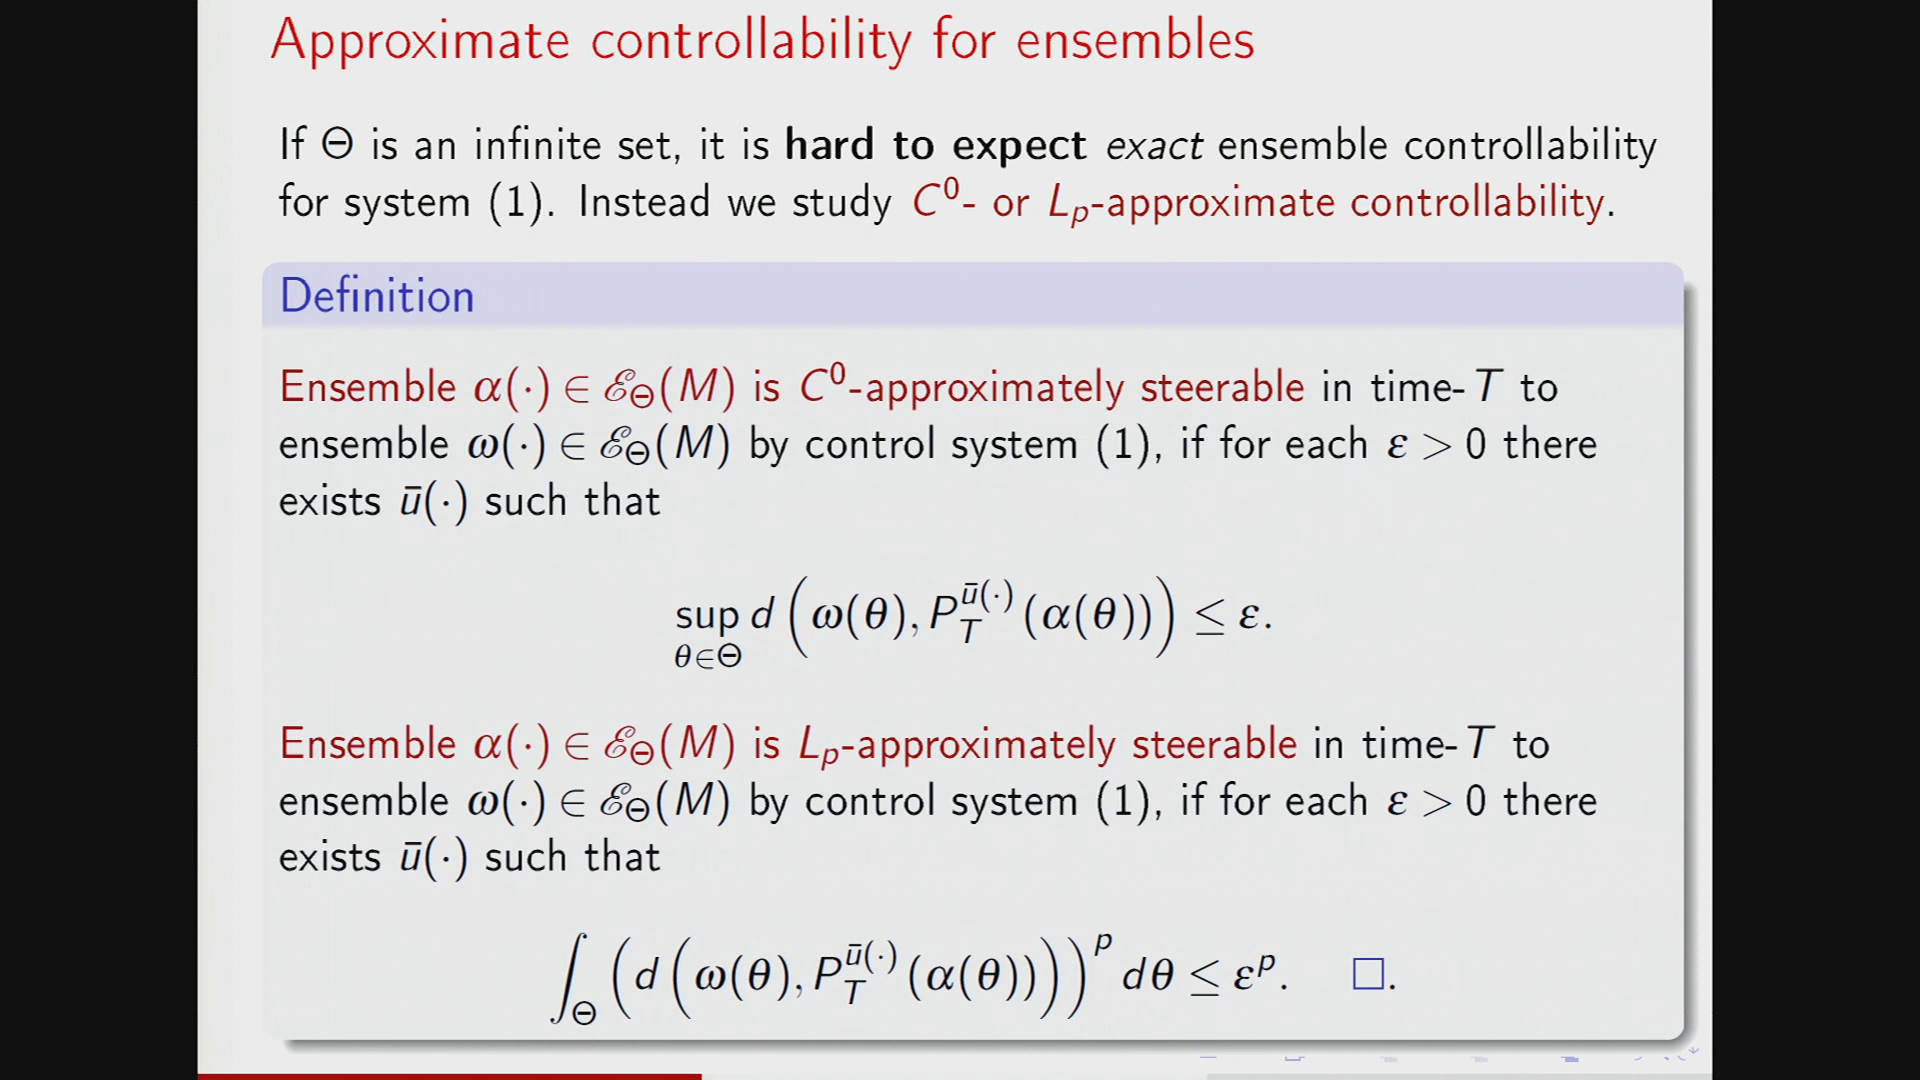 Approximate controllability for ensembles
If Θ is an infinite set, it is hard to expect exact ensemble controllability
for system (1). Instead we study C⁰- or Lₚ-approximate controllability.
Definition
Ensemble α(·) ∈ ℰ_Θ(M) is C⁰-approximately steerable in time-T to
ensemble ω(·) ∈ ℰ_Θ(M) by control system (1), if for each ε > 0 there
exists ū(·) such that
sup_{θ∈Θ} d(ω(θ), P_T^{ū(·)}(α(θ))) ≤ ε.
Ensemble α(·) ∈ ℰ_Θ(M) is Lₚ-approximately steerable in time-T to
ensemble ω(·) ∈ ℰ_Θ(M) by control system (1), if for each ε > 0 there
exists ū(·) such that
∫_Θ (d(ω(θ), P_T^{ū(·)}(α(θ))))^p dθ ≤ ε^p. □.